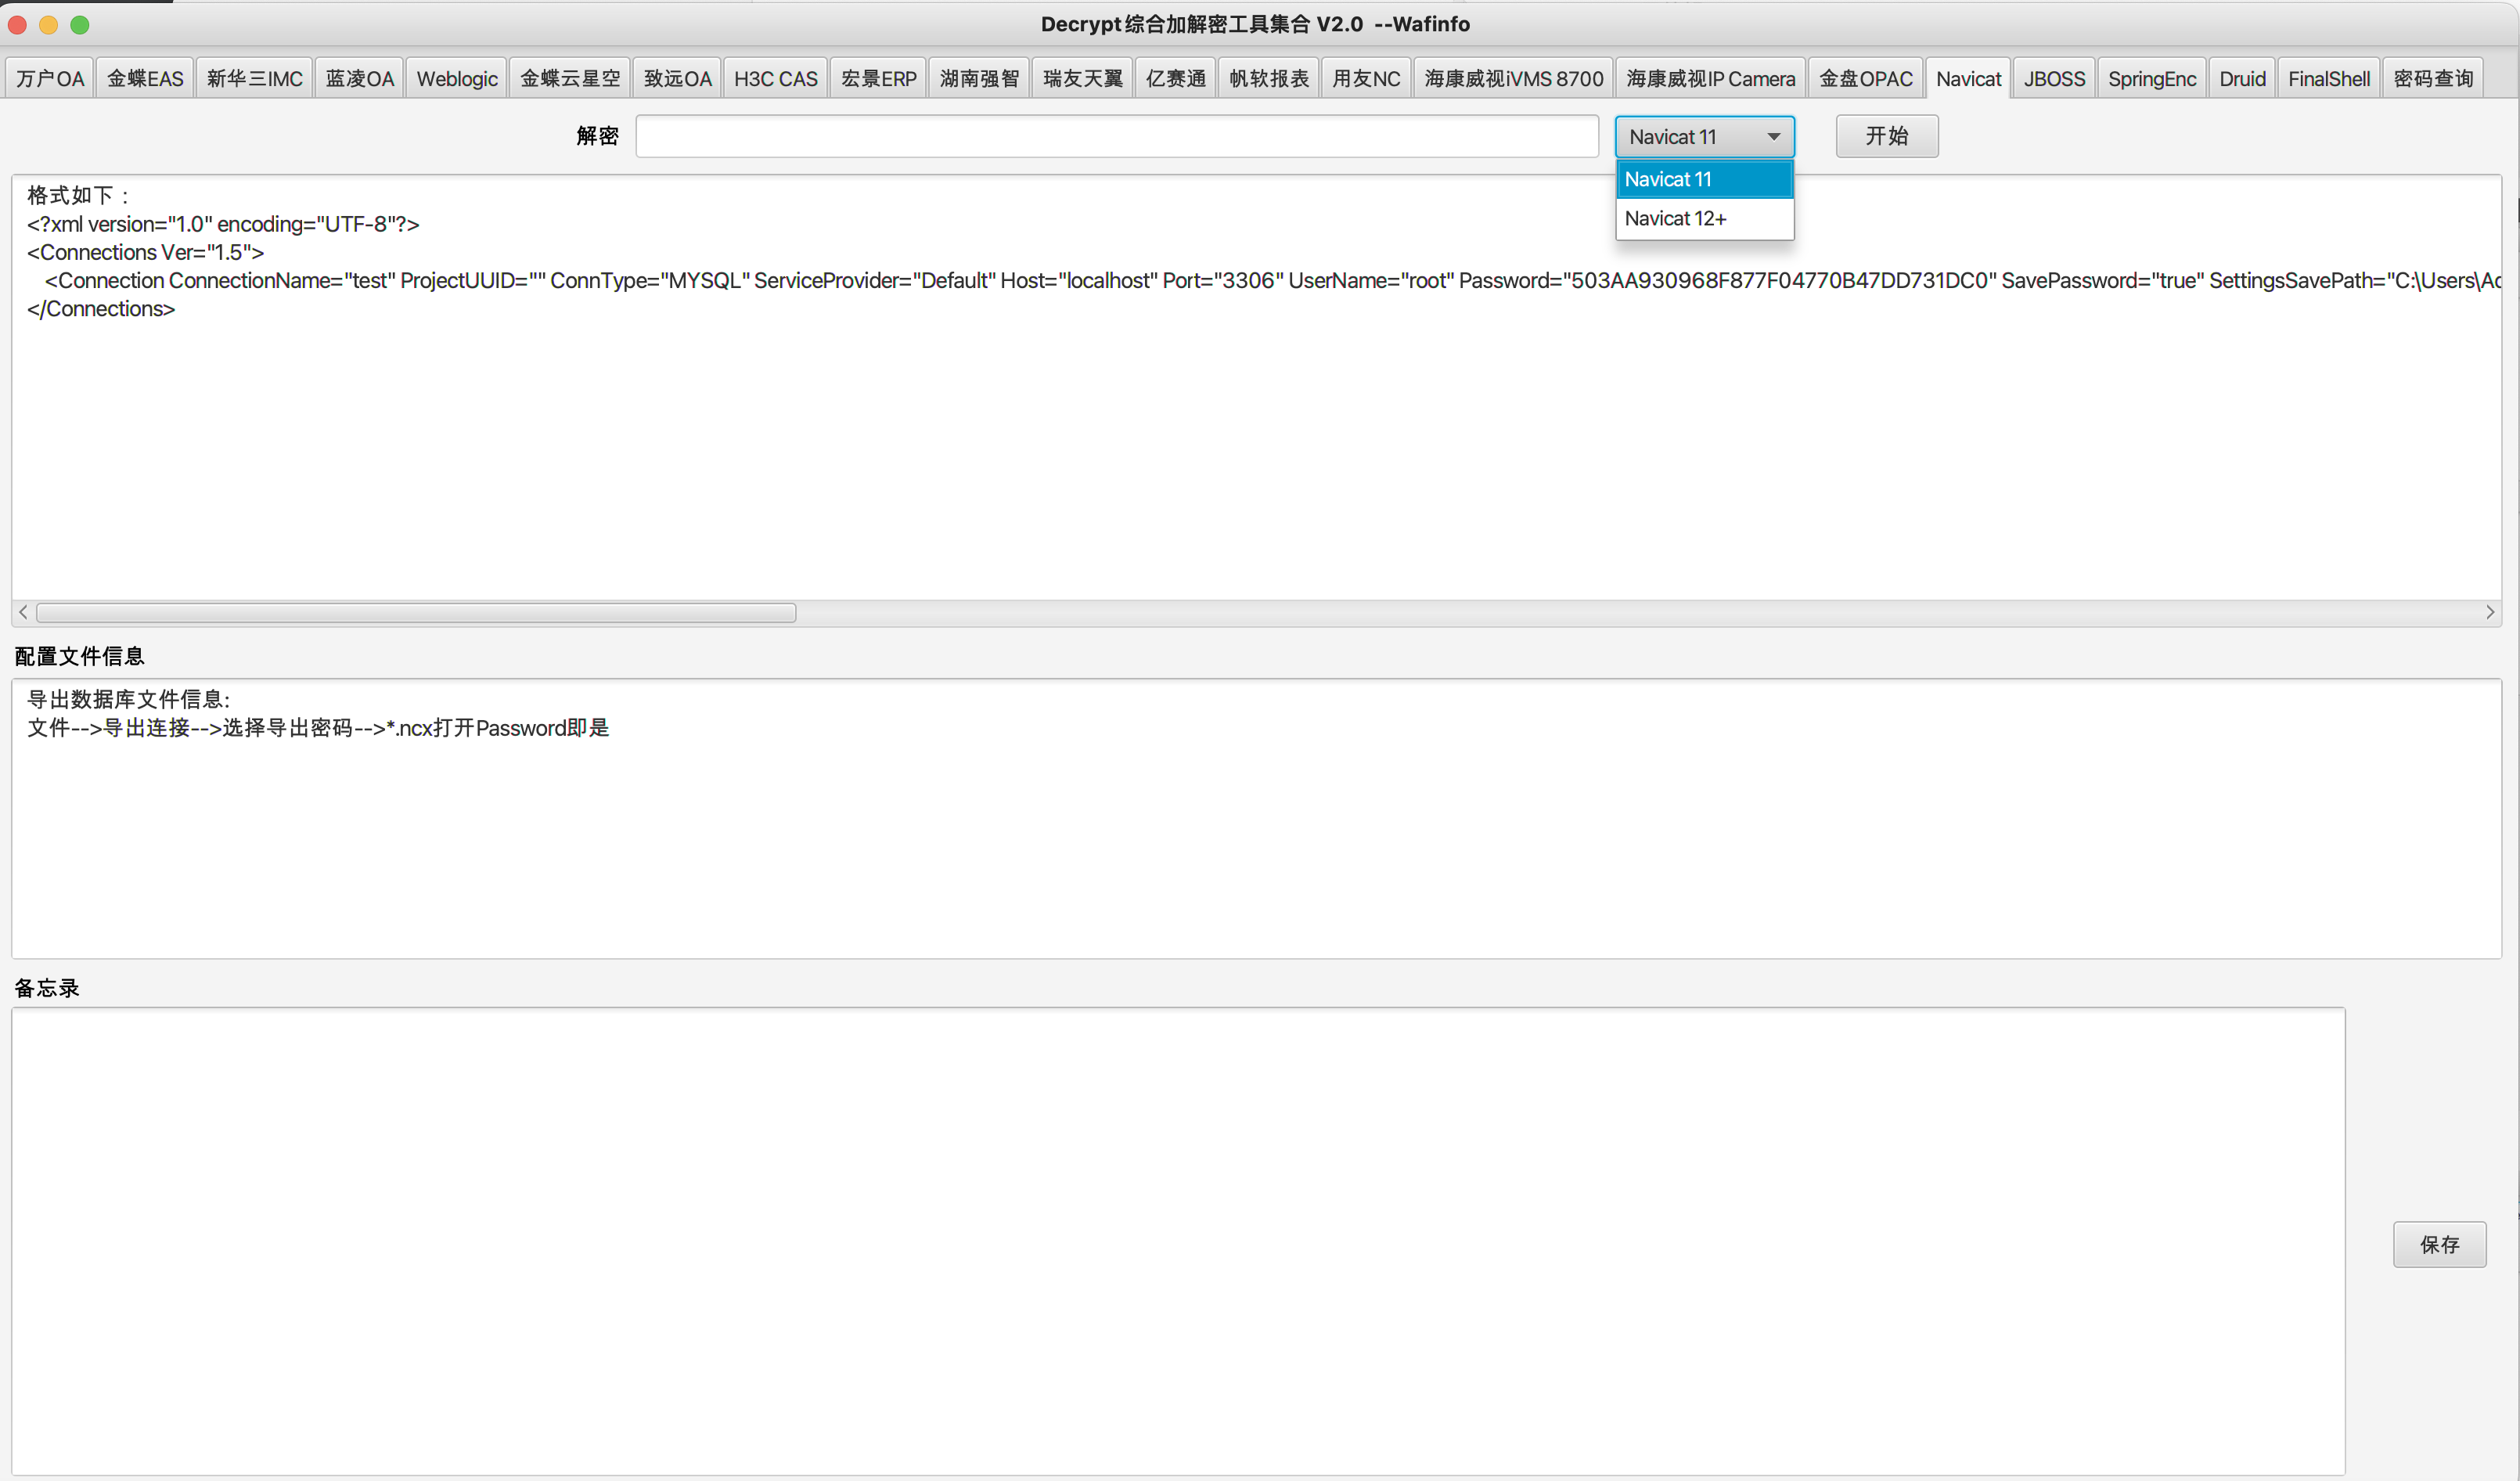 Decrypt综合加解密工具集合 V2.0 --Wafinfo
万户OA 金蝶EAS 新华三IMC 蓝凌OA Weblogic 金蝶云星空 致远OA H3C CAS 宏景ERP 湖南强智 瑞友天翼 亿赛通 帆软报表 用友NC 海康威视iVMS 8700 海康威视IP Camera 金盘OPAC Navicat JBOSS SpringEnc Druid FinalShell 密码查询
解密 Navicat 11 开始
Navicat 11
Navicat 12+
格式如下：
<?xml version="1.0" encoding="UTF-8"?>
<Connections Ver="1.5">
<Connection ConnectionName="test" ProjectUUID="" ConnType="MYSQL" ServiceProvider="Default" Host="localhost" Port="3306" UserName="root" Password="503AA930968F877F04770B47DD731DC0" SavePassword="true" SettingsSavePath="C:\Users\Ac
</Connections>
配置文件信息
导出数据库文件信息:
文件-->导出连接-->选择导出密码-->*.ncx打开Password即是
备忘录
保存